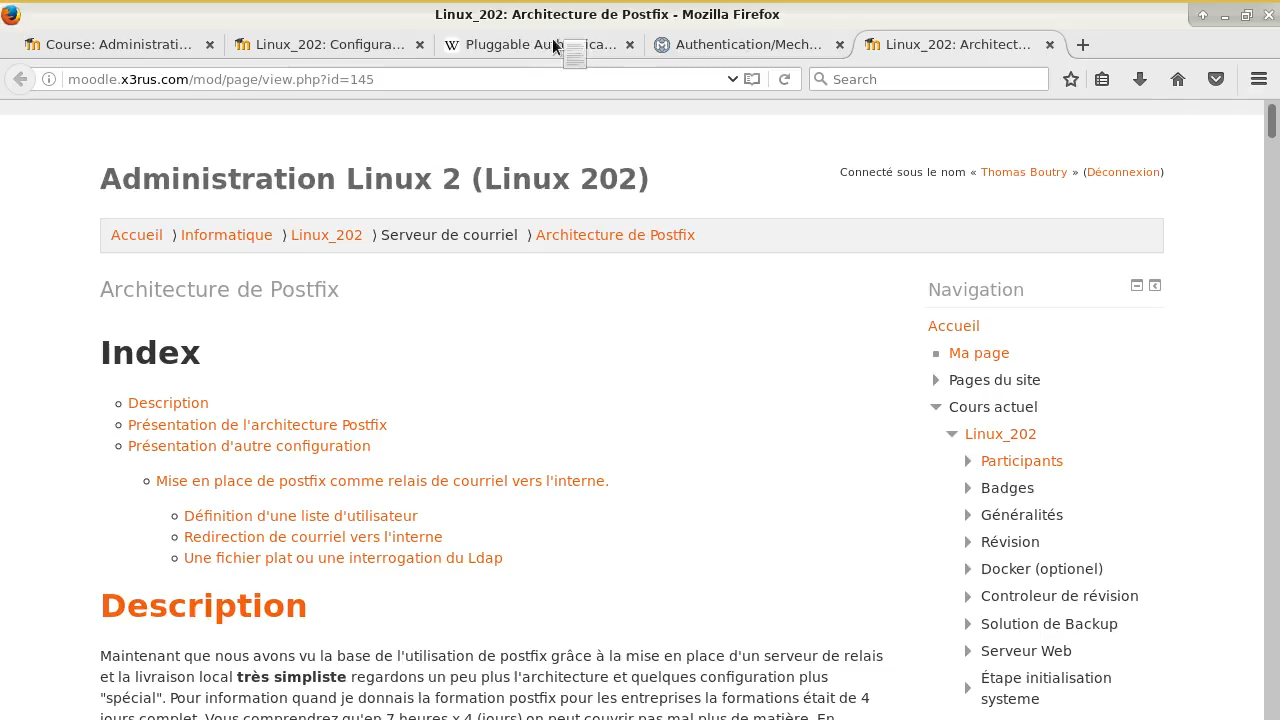 Linux_202: Architecture de Postfix - Mozilla Firefox
Course: Administrati...
Linux_202: Configura...
Authentication/Mech...
Linux_202: Architect...
moodle.x3rus.com/mod/page/view.php?id=145
Search
Administration Linux 2 (Linux 202)
Connecté sous le nom « Thomas Boutry » (Déconnexion)
Accueil ⟩ Informatique ⟩ Linux_202 ⟩ Serveur de courriel ⟩ Architecture de Postfix
Architecture de Postfix
Index
Description
Présentation de l'architecture Postfix
Présentation d'autre configuration
Mise en place de postfix comme relais de courriel vers l'interne.
Définition d'une liste d'utilisateur
Redirection de courriel vers l'interne
Une fichier plat ou une interrogation du Ldap
Description
Maintenant que nous avons vu la base de l'utilisation de postfix grâce à la mise en place d'un serveur de relais
et la livraison local très simpliste regardons un peu plus l'architecture et quelques configuration plus
"spécial". Pour information quand je donnais la formation postfix pour les entreprises la formations était de 4
jours complet. Vous comprendrez qu'en 7 heures x 4 (jours) on peut couvrir pas mal plus de matière. En
Navigation
Accueil
Ma page
Pages du site
Cours actuel
Linux_202
Participants
Badges
Généralités
Révision
Docker (optionel)
Controleur de révision
Solution de Backup
Serveur Web
Étape initialisation
systeme